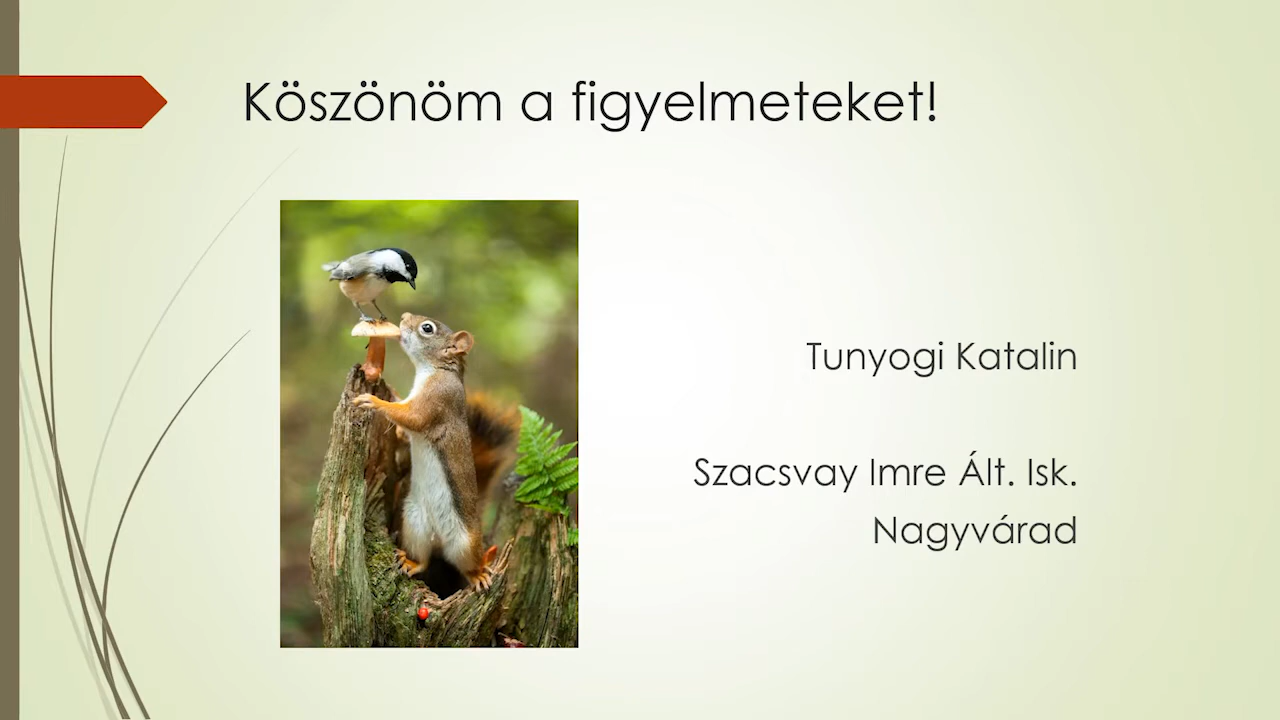 Köszönöm a figyelmeteket!
Tunyogi Katalin
Szacsvay Imre Ált. Isk.
Nagyvárad